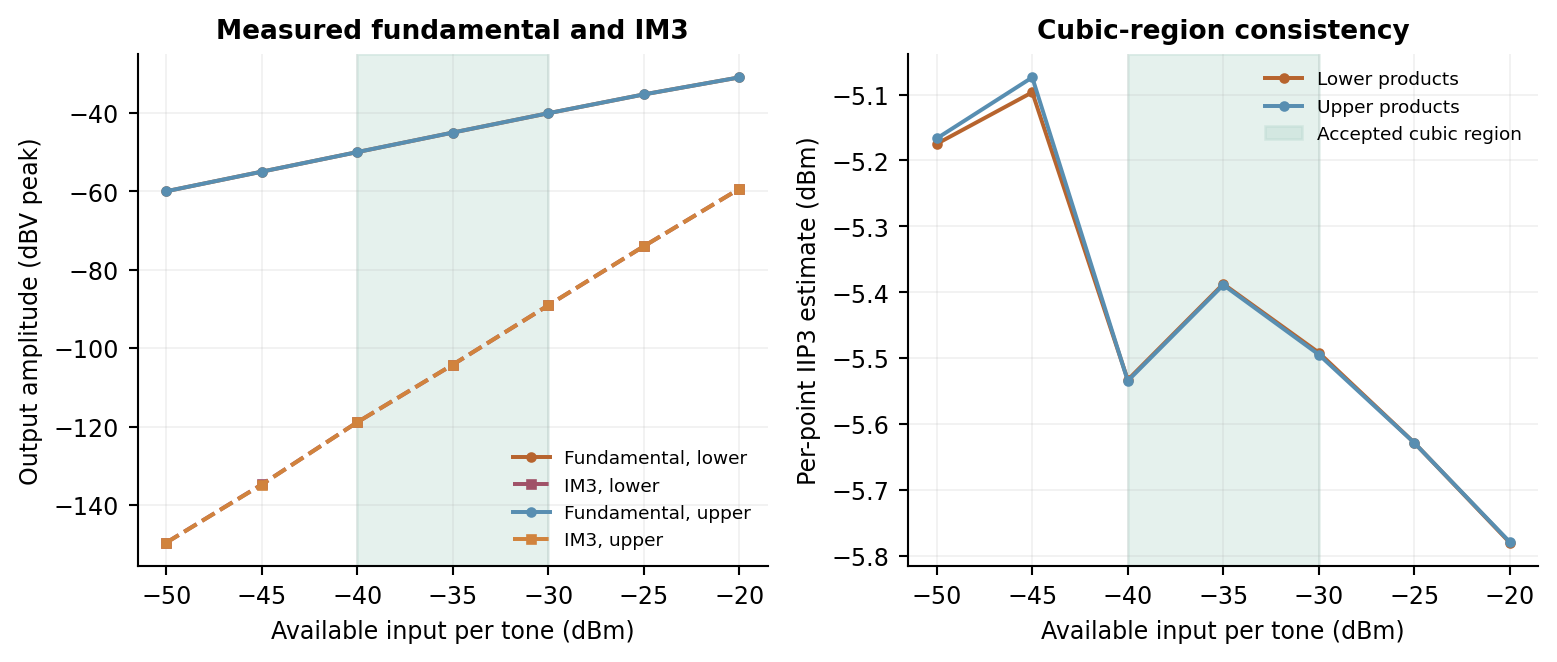 Measured fundamental and IM3
Output amplitude (dBV peak)
−40
−60
−80
−100
−120
−140
Fundamental, lower
IM3, lower
Fundamental, upper
IM3, upper
−50 −45 −40 −35 −30 −25 −20
Available input per tone (dBm)
Cubic-region consistency
Per-point IIP3 estimate (dBm)
−5.1
−5.2
−5.3
−5.4
−5.5
−5.6
−5.7
−5.8
Lower products
Upper products
Accepted cubic region
−50 −45 −40 −35 −30 −25 −20
Available input per tone (dBm)